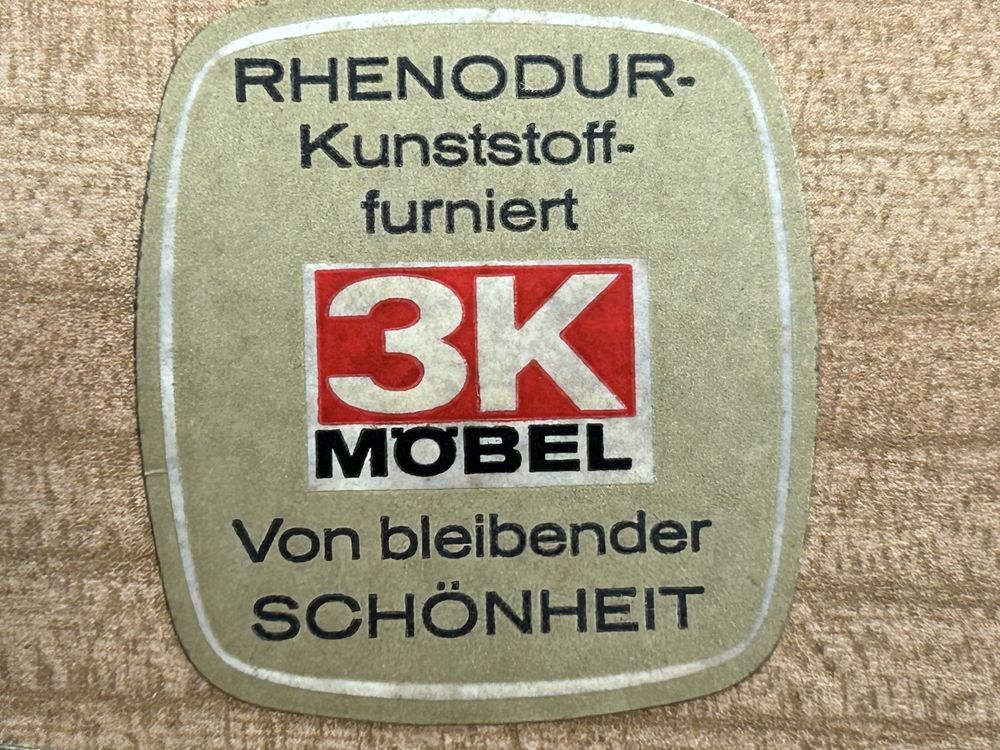 RHENODUR-
Kunststoff-
furniert
3K
MÖBEL
Von bleibender
SCHÖNHEIT